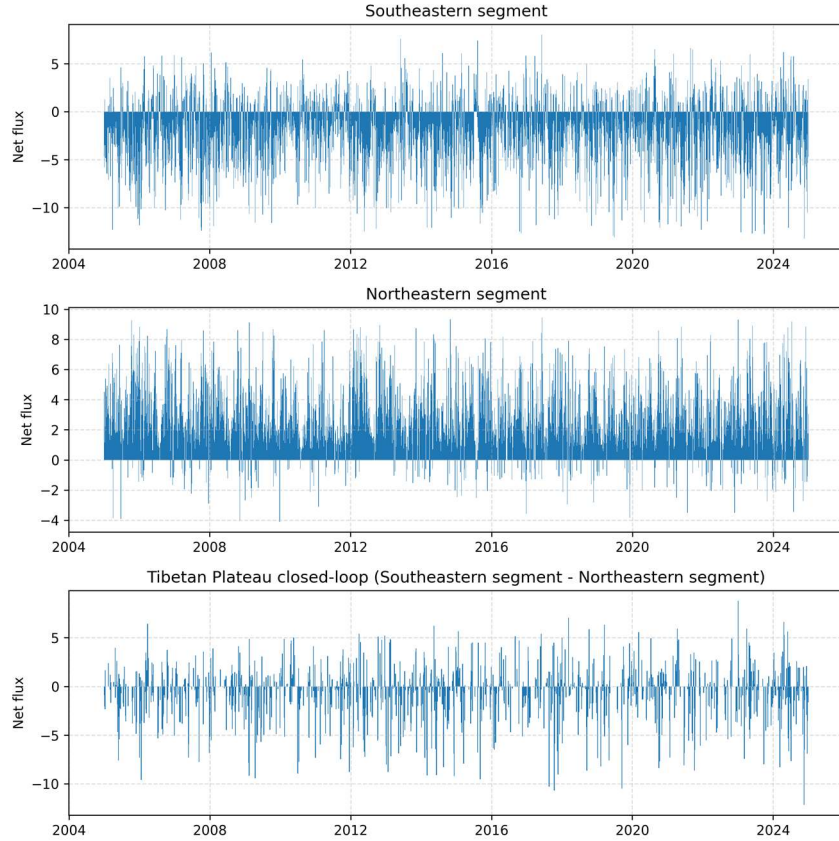 Southeastern segment
Net flux
5
0
−5
−10
2004 2008 2012 2016 2020 2024
Northeastern segment
Net flux
10
8
6
4
2
0
−2
−4
2004 2008 2012 2016 2020 2024
Tibetan Plateau closed-loop (Southeastern segment - Northeastern segment)
Net flux
5
0
−5
−10
2004 2008 2012 2016 2020 2024